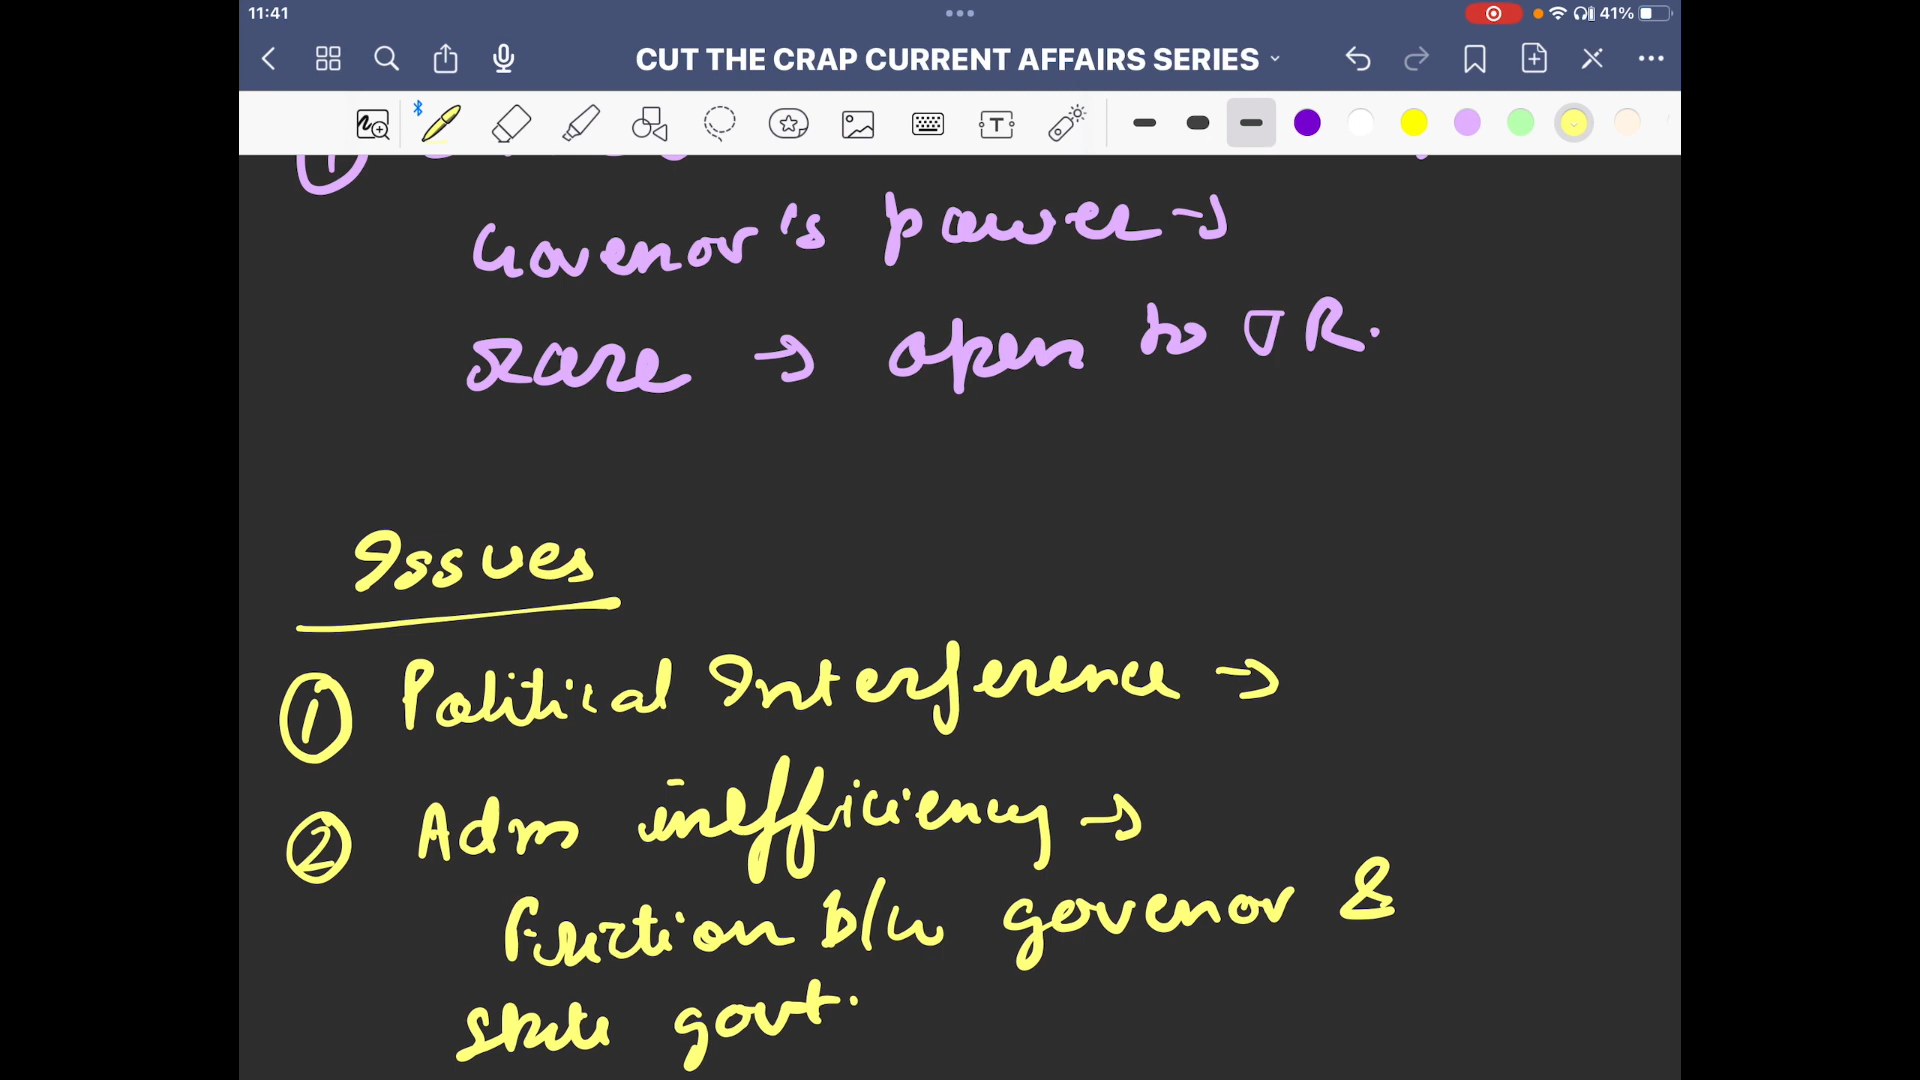 11:41
41%
CUT THE CRAP CURRENT AFFAIRS SERIES
T
1
Govenor's power →
rare → open to R.
Issues
1 Political Interference →
2 Adm inefficiency →
Friction b/w govenor &
state govt.